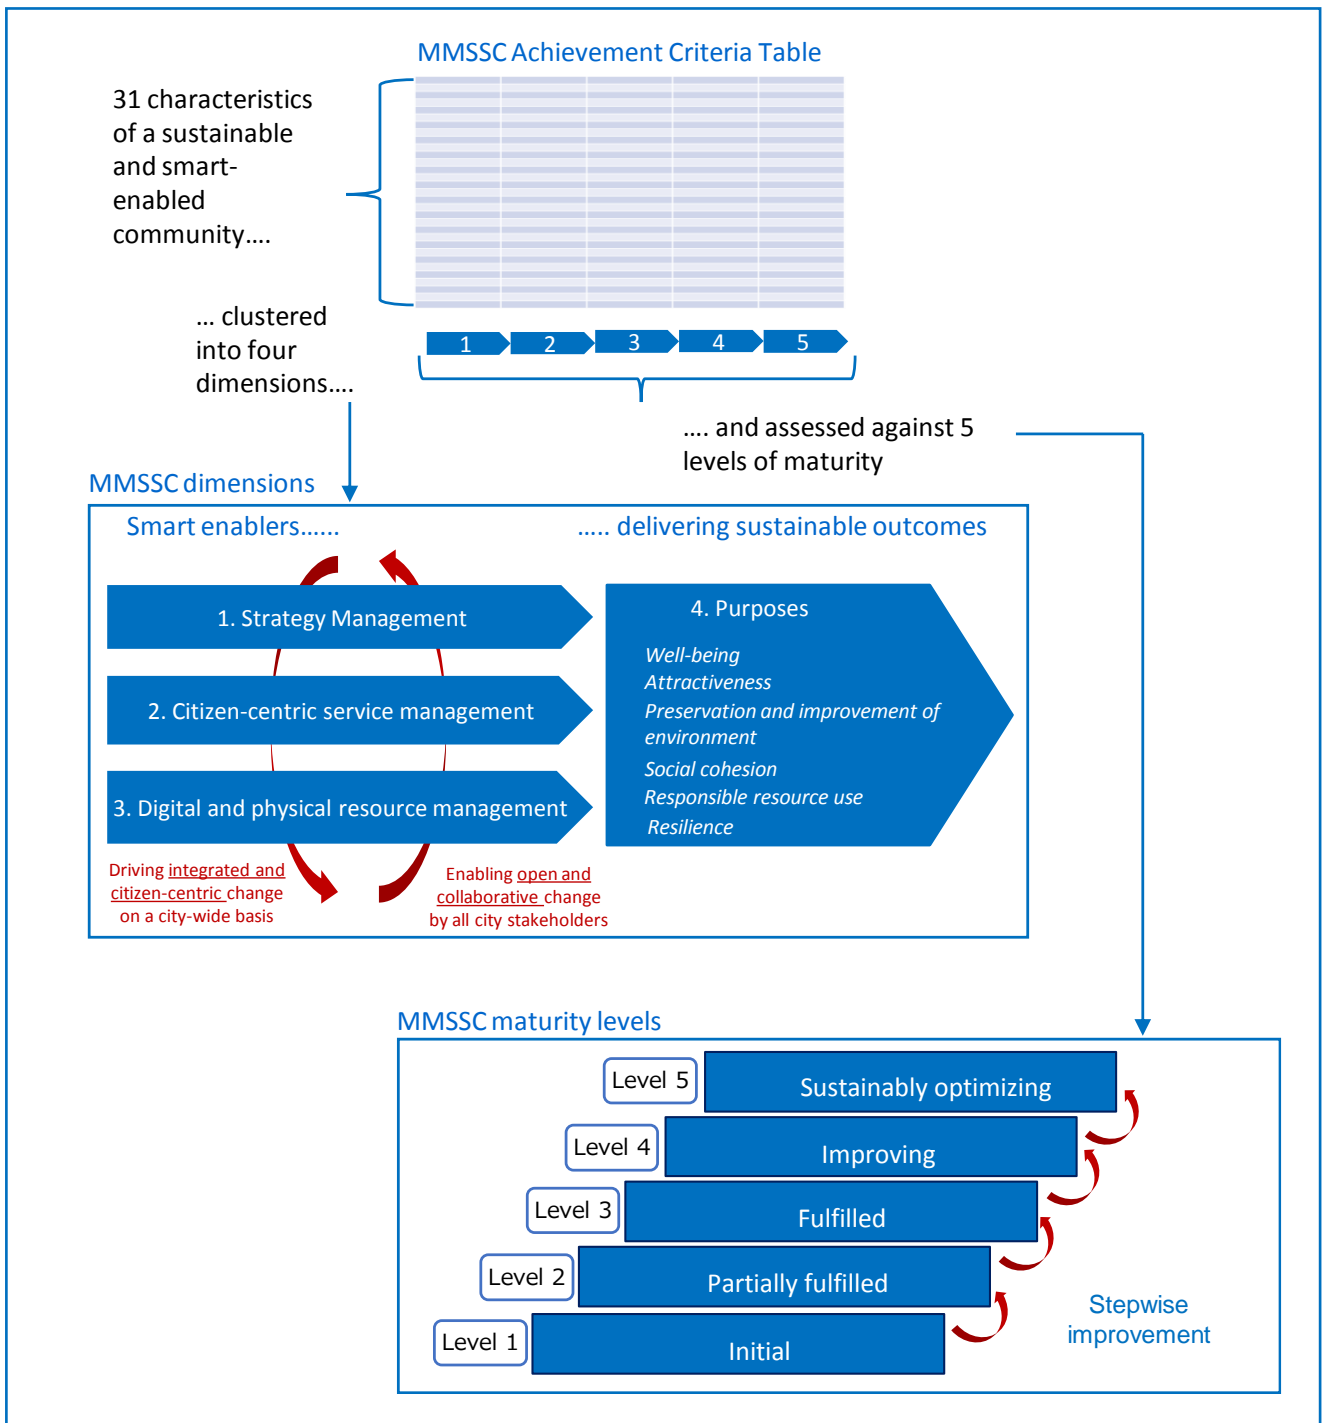 MMSSC Achievement Criteria Table
31 characteristics
of a sustainable
and smart-
enabled
community....
1 2 3 4 5
... clustered
into four
dimensions....
.... and assessed against 5
levels of maturity
MMSSC dimensions
Smart enablers......
..... delivering sustainable outcomes
1. Strategy Management
2. Citizen-centric service management
3. Digital and physical resource management
4. Purposes
Well-being
Attractiveness
Preservation and improvement of
environment
Social cohesion
Responsible resource use
Resilience
Driving integrated and
citizen-centric change
on a city-wide basis
Enabling open and
collaborative change
by all city stakeholders
MMSSC maturity levels
Level 5 Sustainably optimizing
Level 4 Improving
Level 3 Fulfilled
Level 2 Partially fulfilled
Level 1 Initial
Stepwise
improvement